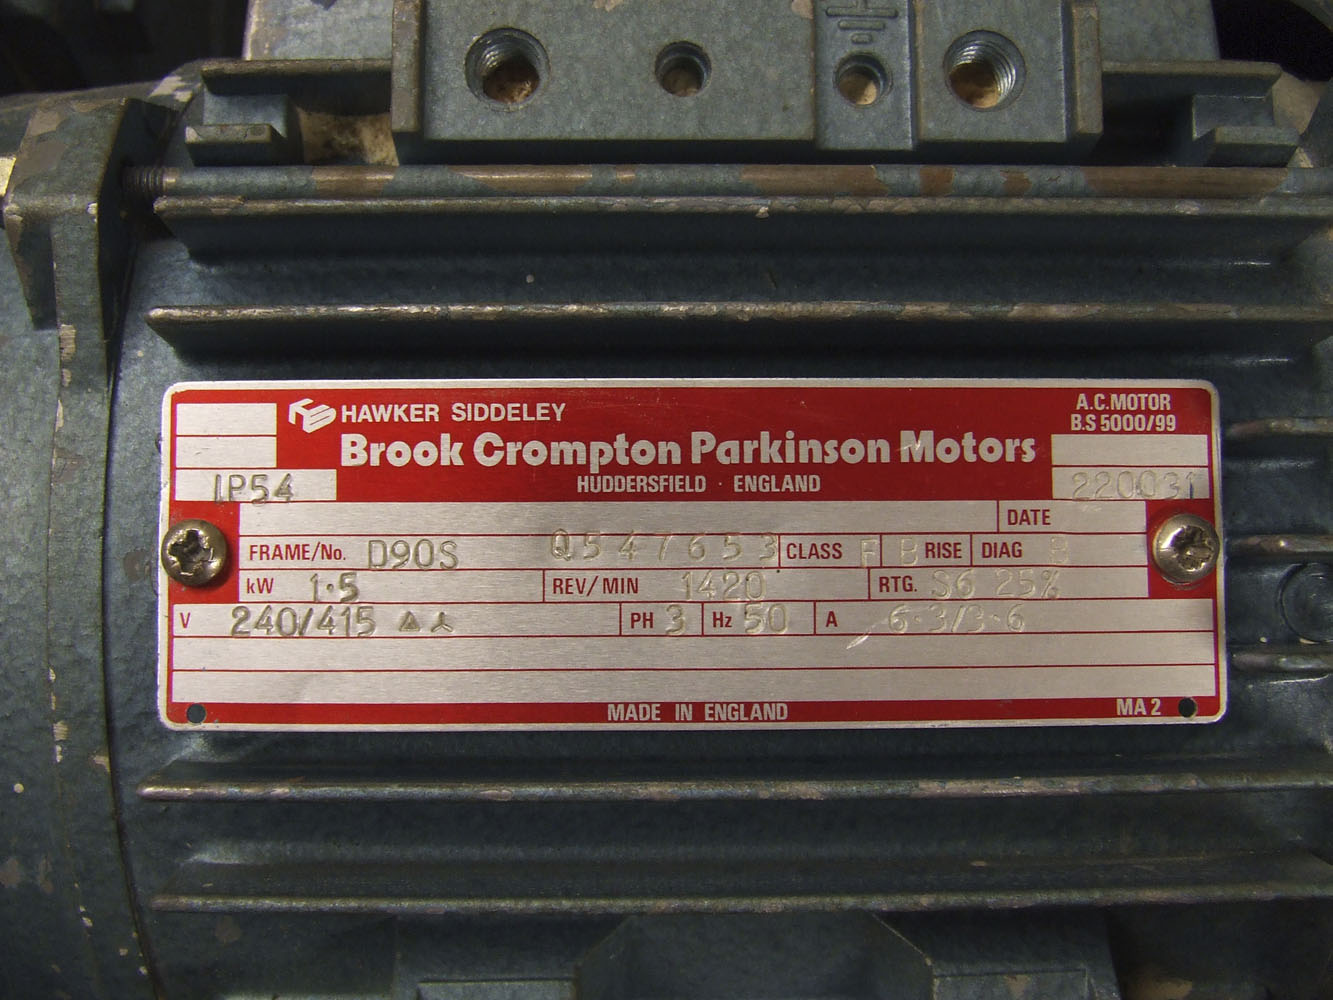 HAWKER SIDDELEY
A.C. MOTOR
B.S 5000/99
Brook Crompton Parkinson Motors
HUDDERSFIELD · ENGLAND
IP54
220031
DATE
FRAME/No. D90S Q547653 CLASS F B RISE DIAG B
kW 1·5 REV/MIN 1420 RTG. S6 25%
V 240/415 PH 3 Hz 50 A 6·3/3·6
MADE IN ENGLAND
MA 2